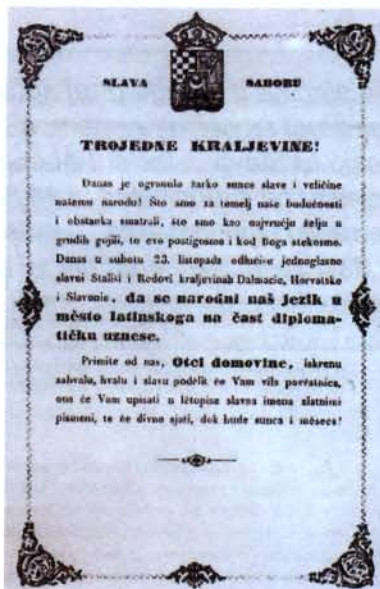 SLAVA SABORU
TROJEDNE KRALJEVINE!
Danas je ogranulo žarko sunce slave i veličine
našemu narodu! Što smo za temelj naše budućnosti
i obstanka smatrali, što smo kao najvruću želju u
grudih gojili, to evo postigosmo i kod Boga stekosmo.
Danas u subotu 23. listopada odlučiše jednoglasno
slavni Stališi i Redovi kraljevinah Dalmacie, Horvatske
i Slavonie, da se narodni naš jezik u
město latinskoga na čast diploma-
tičku uznese.
Primite od nas, Otci domovine, iskrenu
zahvalu, hvalu i slavu podělit će Vam vila pověstnica,
ona će Vam upisati u lětopise slavna imena zlatnimi
pismeni, te će divno sjati, dok bude sunca i měseca!